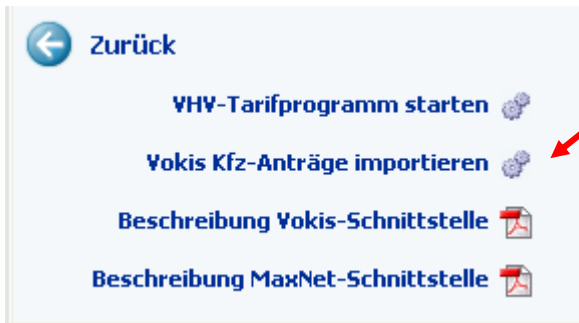 Zurück
VHV-Tarifprogramm starten
Vokis Kfz-Anträge importieren
Beschreibung Vokis-Schnittstelle
Beschreibung MaxNet-Schnittstelle